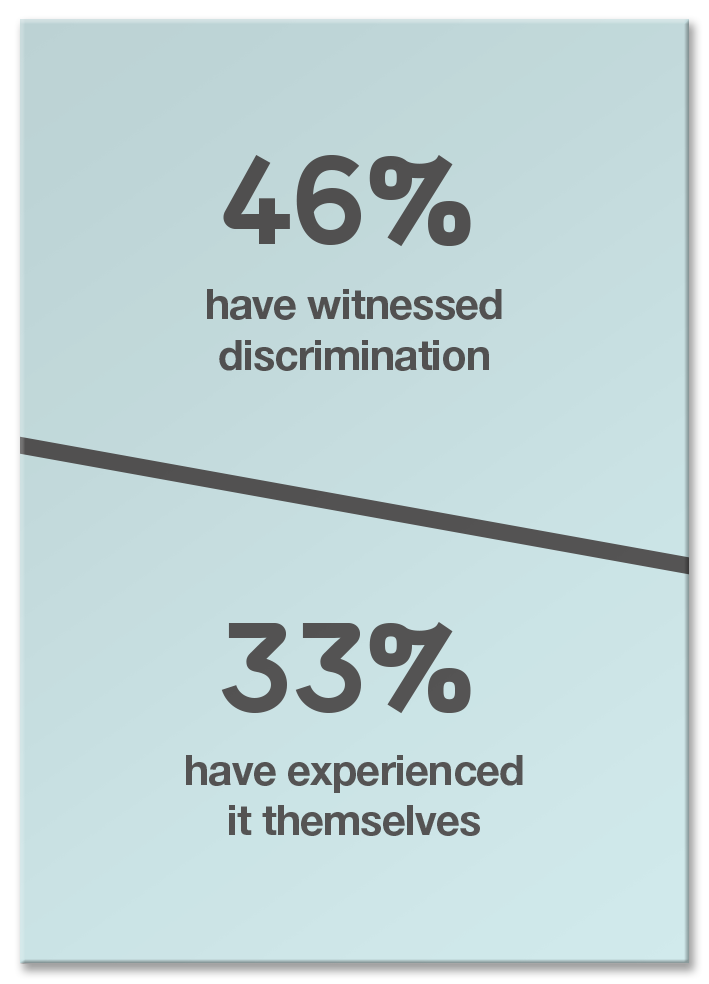 46%
have witnessed
discrimination
33%
have experienced
it themselves